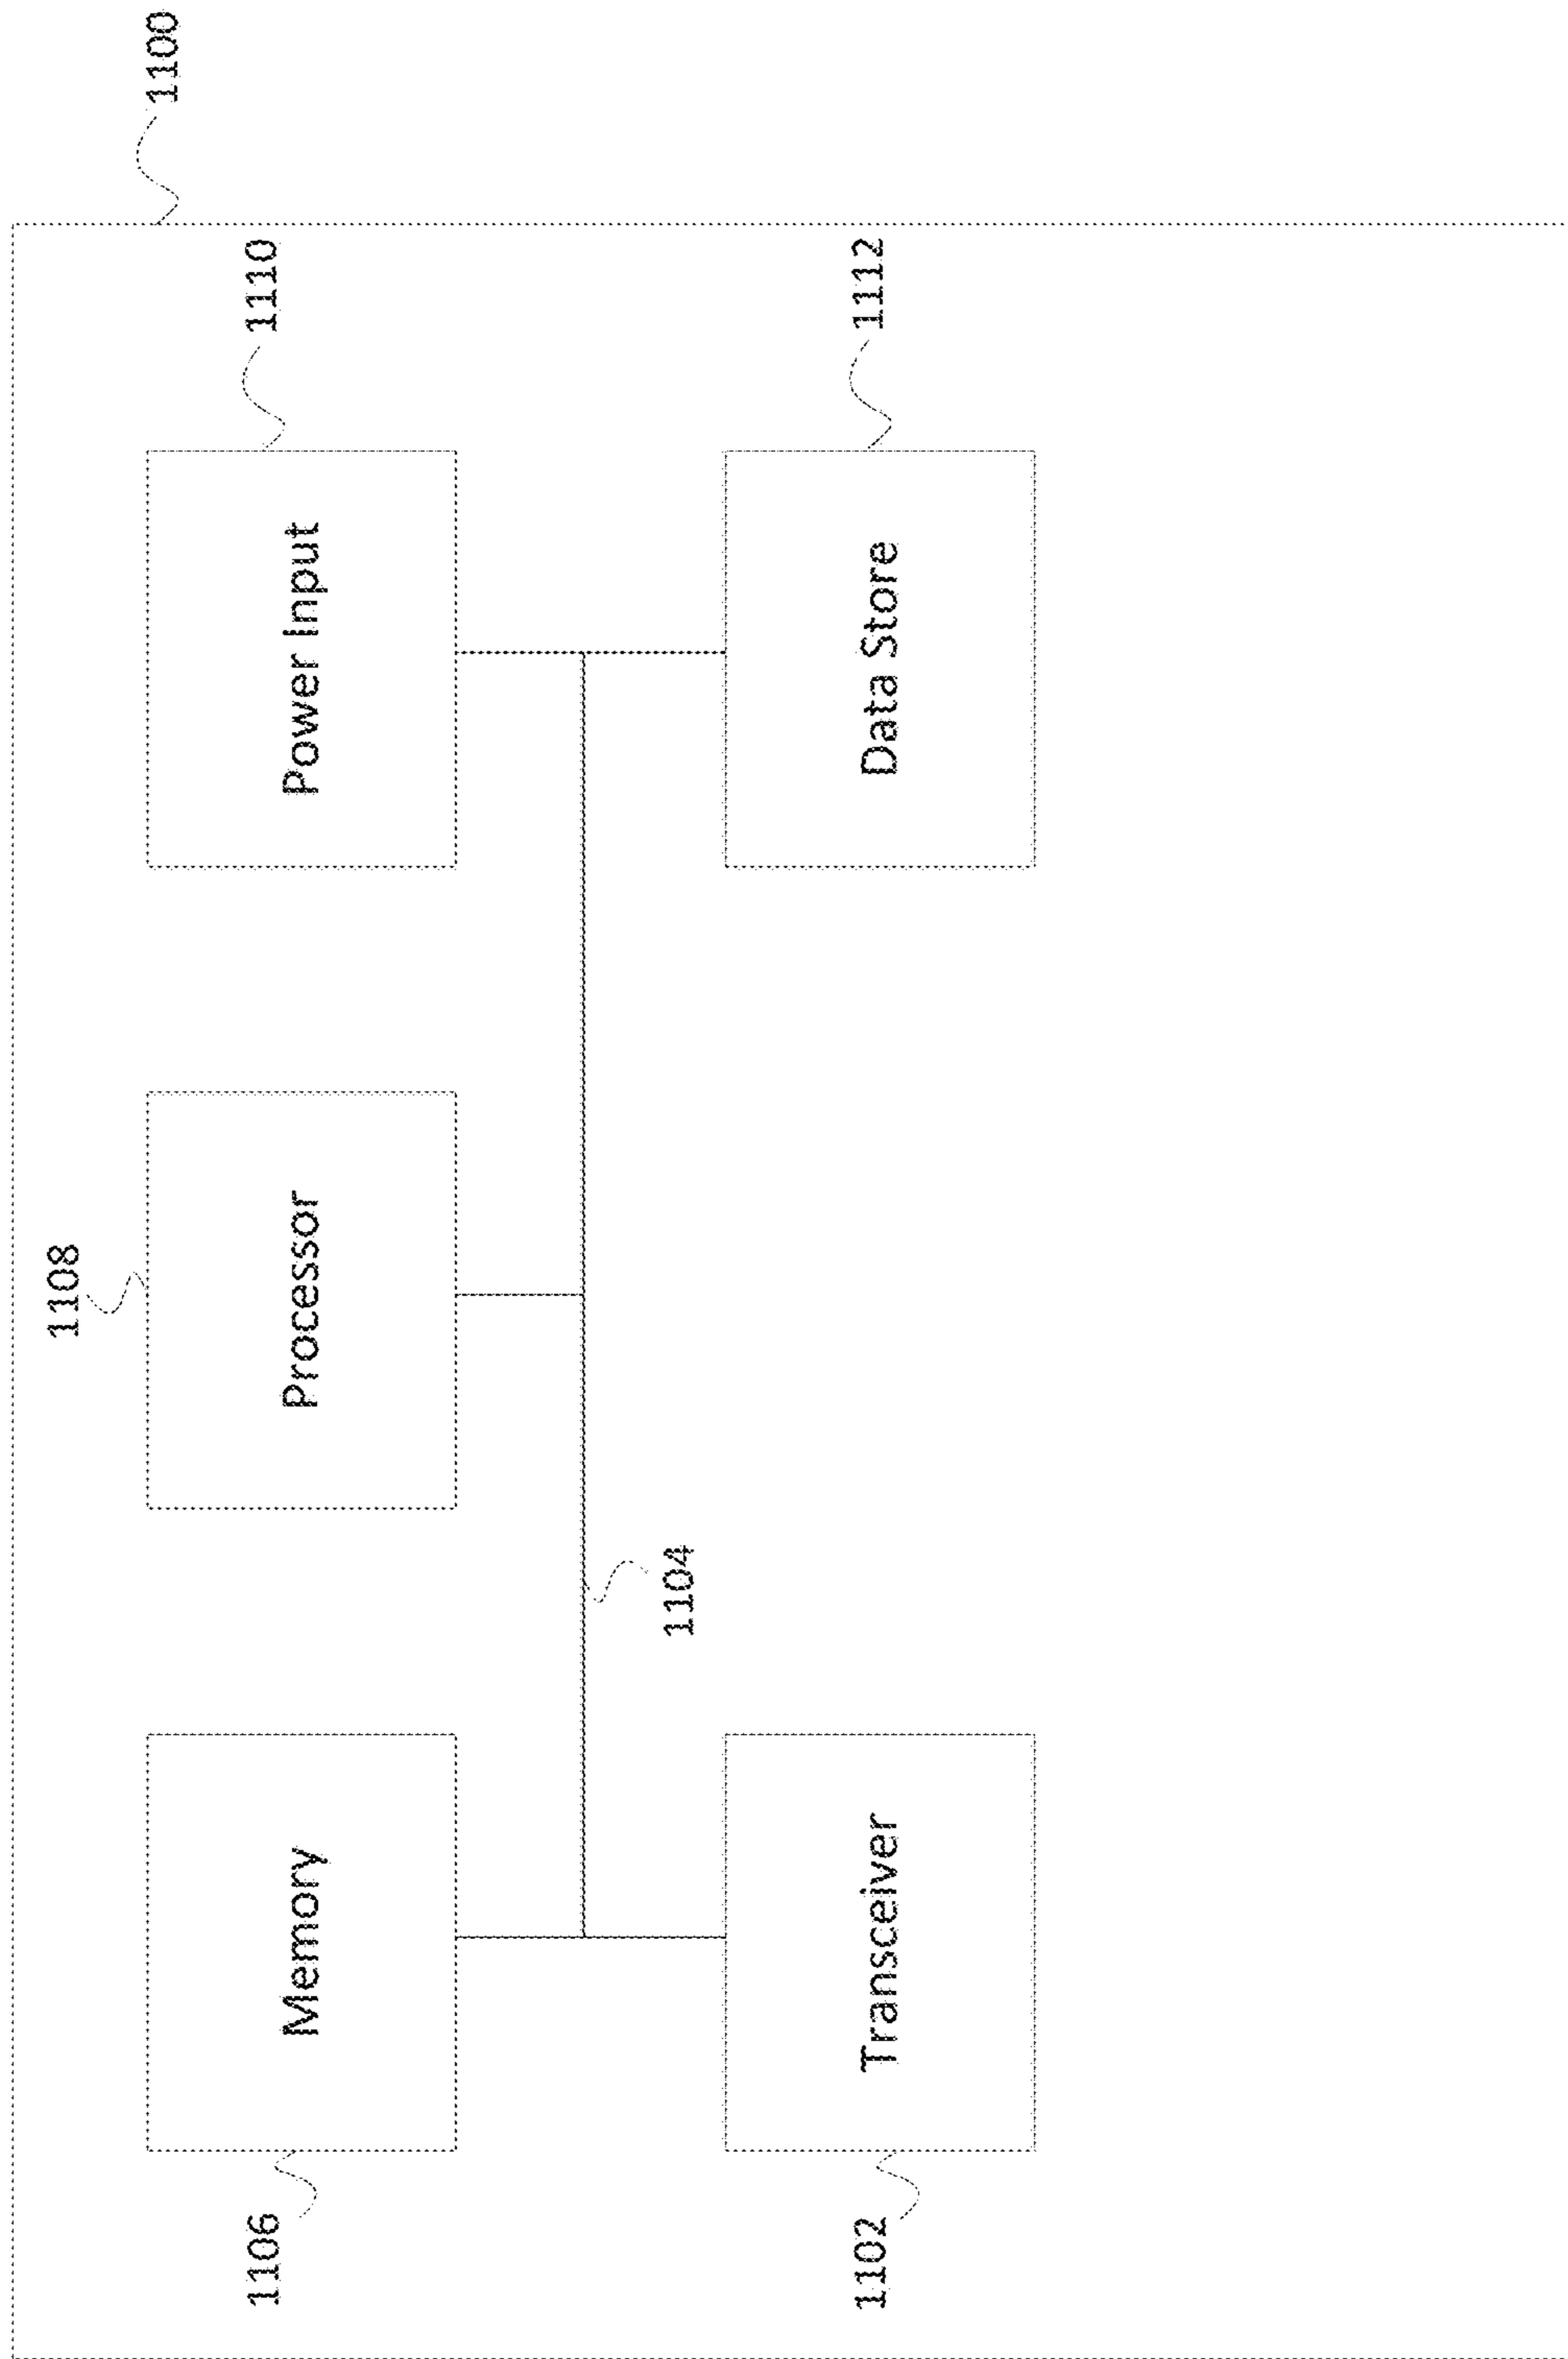 1100
1108
1106
Memory
Processor
Power Input
1110
1104
1102
Transceiver
Data Store
1112